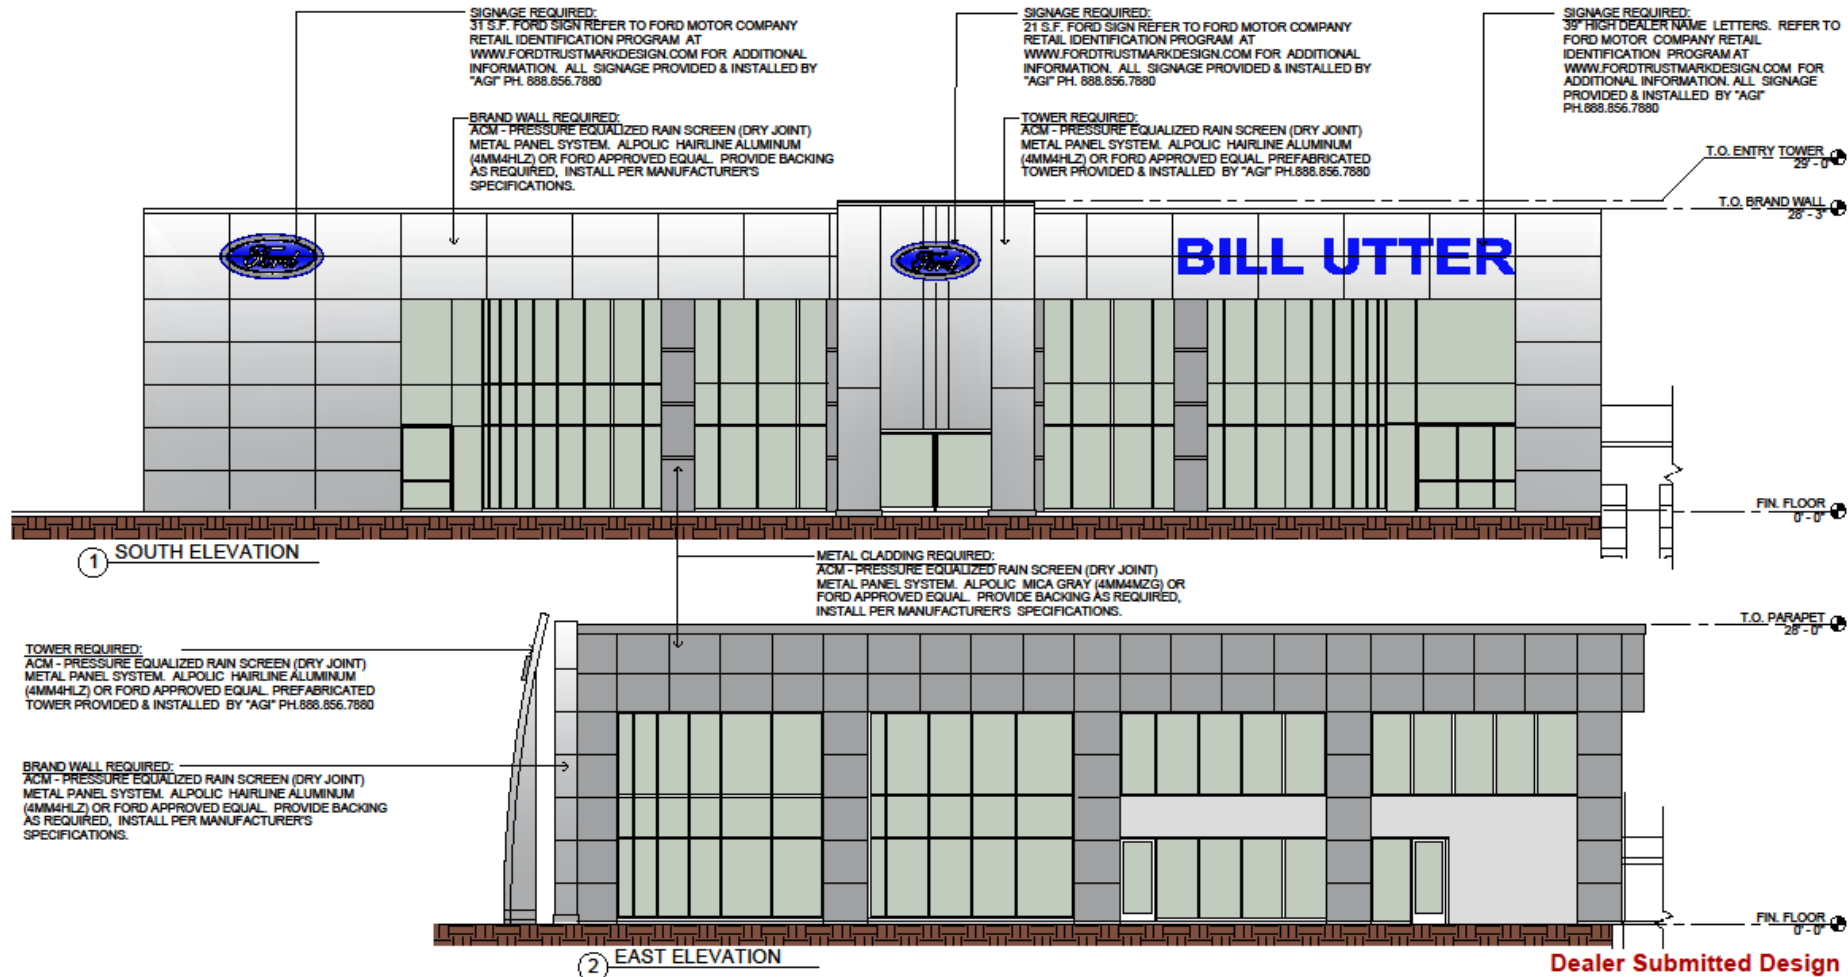 SIGNAGE REQUIRED:
31 S.F. FORD SIGN REFER TO FORD MOTOR COMPANY
RETAIL IDENTIFICATION PROGRAM AT
WWW.FORDTRUSTMARKDESIGN.COM FOR ADDITIONAL
INFORMATION. ALL SIGNAGE PROVIDED & INSTALLED BY
"AGI" PH. 888.856.7880
SIGNAGE REQUIRED:
21 S.F. FORD SIGN REFER TO FORD MOTOR COMPANY
RETAIL IDENTIFICATION PROGRAM AT
WWW.FORDTRUSTMARKDESIGN.COM FOR ADDITIONAL
INFORMATION. ALL SIGNAGE PROVIDED & INSTALLED BY
"AGI" PH. 888.856.7880
SIGNAGE REQUIRED:
39" HIGH DEALER NAME LETTERS. REFER TO
FORD MOTOR COMPANY RETAIL
IDENTIFICATION PROGRAM AT
WWW.FORDTRUSTMARKDESIGN.COM FOR
ADDITIONAL INFORMATION. ALL SIGNAGE
PROVIDED & INSTALLED BY "AGI"
PH.888.856.7880
BRAND WALL REQUIRED:
ACM - PRESSURE EQUALIZED RAIN SCREEN (DRY JOINT)
METAL PANEL SYSTEM. ALPOLIC HAIRLINE ALUMINUM
(4MM4HLZ) OR FORD APPROVED EQUAL. PROVIDE BACKING
AS REQUIRED, INSTALL PER MANUFACTURER'S
SPECIFICATIONS.
TOWER REQUIRED:
ACM - PRESSURE EQUALIZED RAIN SCREEN (DRY JOINT)
METAL PANEL SYSTEM. ALPOLIC HAIRLINE ALUMINUM
(4MM4HLZ) OR FORD APPROVED EQUAL. PREFABRICATED
TOWER PROVIDED & INSTALLED BY "AGI" PH.888.856.7880
T.O. ENTRY TOWER
29' - 0"
T.O. BRAND WALL
28' - 3"
Ford
Ford
BILL UTTER
FIN. FLOOR
0' - 0"
1 SOUTH ELEVATION
METAL CLADDING REQUIRED:
ACM - PRESSURE EQUALIZED RAIN SCREEN (DRY JOINT)
METAL PANEL SYSTEM. ALPOLIC MICA GRAY (4MM4MZG) OR
FORD APPROVED EQUAL. PROVIDE BACKING AS REQUIRED,
INSTALL PER MANUFACTURER'S SPECIFICATIONS.
T.O. PARAPET
28' - 0"
TOWER REQUIRED:
ACM - PRESSURE EQUALIZED RAIN SCREEN (DRY JOINT)
METAL PANEL SYSTEM. ALPOLIC HAIRLINE ALUMINUM
(4MM4HLZ) OR FORD APPROVED EQUAL. PREFABRICATED
TOWER PROVIDED & INSTALLED BY "AGI" PH.888.856.7880
BRAND WALL REQUIRED:
ACM - PRESSURE EQUALIZED RAIN SCREEN (DRY JOINT)
METAL PANEL SYSTEM. ALPOLIC HAIRLINE ALUMINUM
(4MM4HLZ) OR FORD APPROVED EQUAL. PROVIDE BACKING
AS REQUIRED, INSTALL PER MANUFACTURER'S
SPECIFICATIONS.
FIN. FLOOR
0' - 0"
2 EAST ELEVATION
Dealer Submitted Design